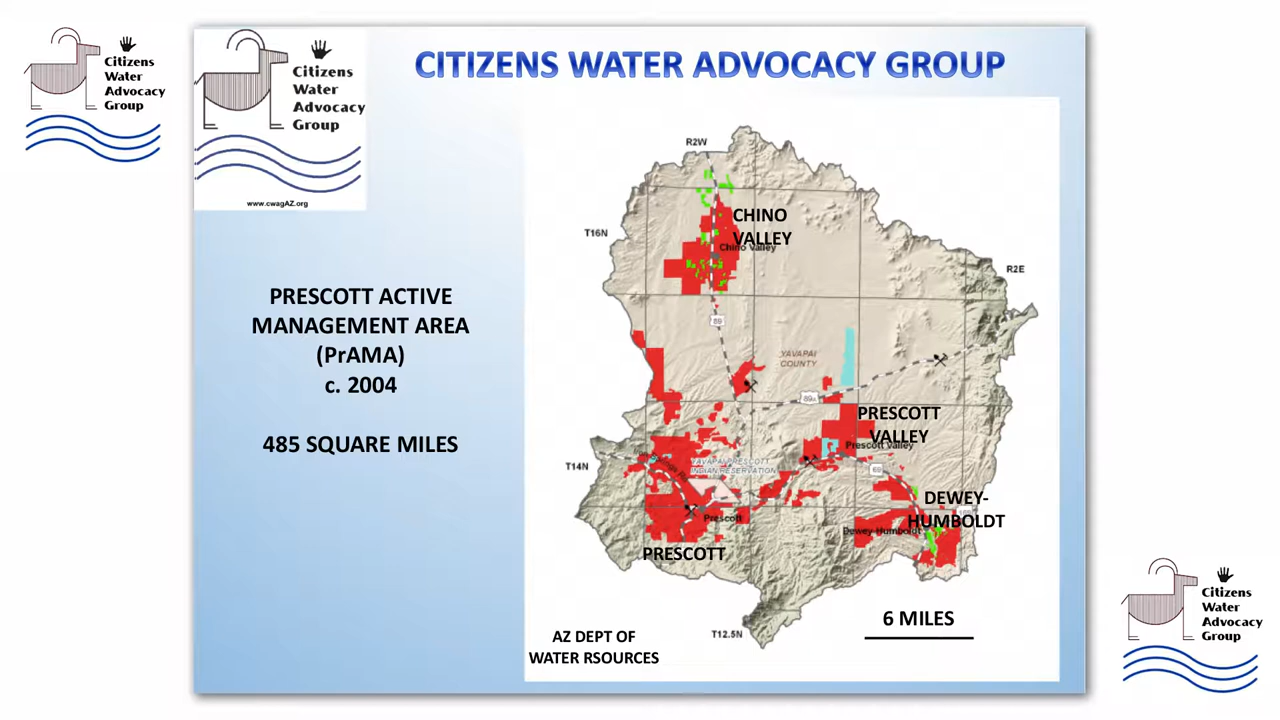 Citizens
Water
Advocacy
Group
Citizens
Water
Advocacy
Group
www.cwagAZ.org
CITIZENS WATER ADVOCACY GROUP
PRESCOTT ACTIVE
MANAGEMENT AREA
(PrAMA)
c. 2004
485 SQUARE MILES
R2W
T16N
CHINO
VALLEY
Chino Valley
R2E
89
YAVAPAI
COUNTY
89A
PRESCOTT
VALLEY
Prescott Valley
T14N
Iron Springs Rd
YAVAPAI-PRESCOTT
INDIAN RESERVATION
69
DEWEY-
HUMBOLDT
Dewey Humboldt
Prescott
PRESCOTT
T12.5N
6 MILES
AZ DEPT OF
WATER RSOURCES
Citizens
Water
Advocacy
Group